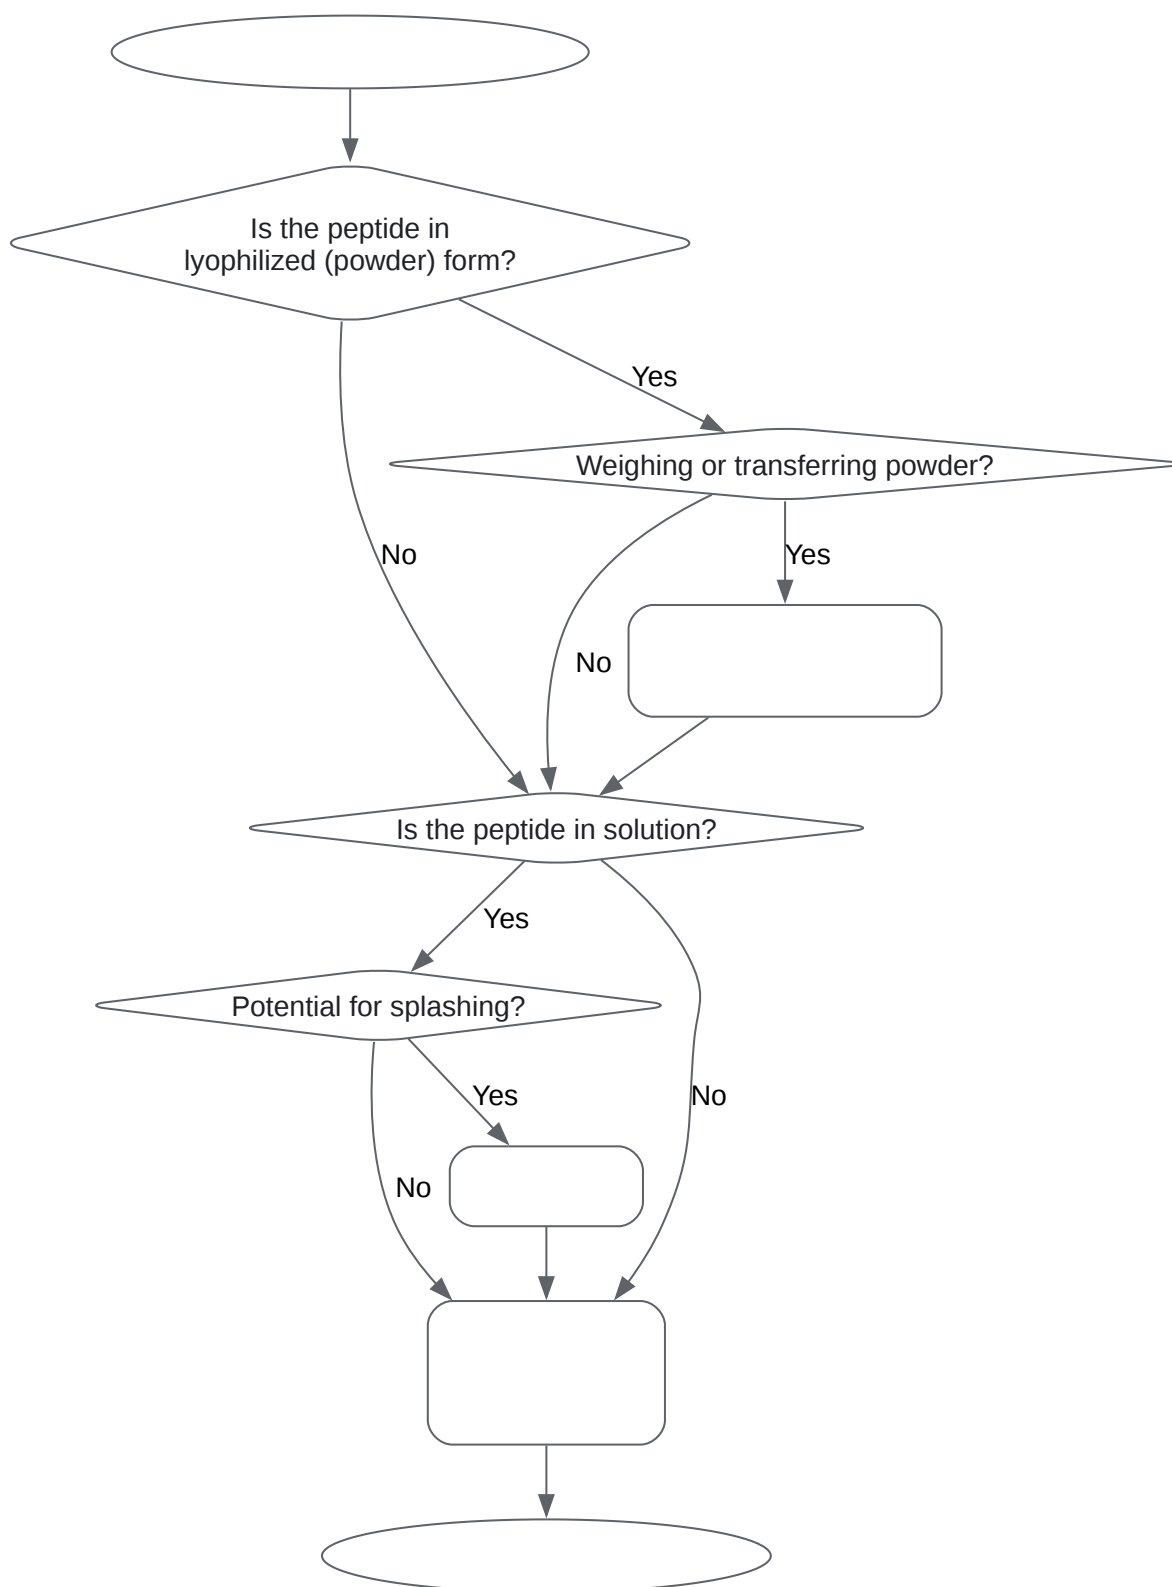 Is the peptide in
lyophilized (powder) form?
Yes
Weighing or transferring powder?
No
Yes
No
Is the peptide in solution?
Yes
Potential for splashing?
Yes
No
No